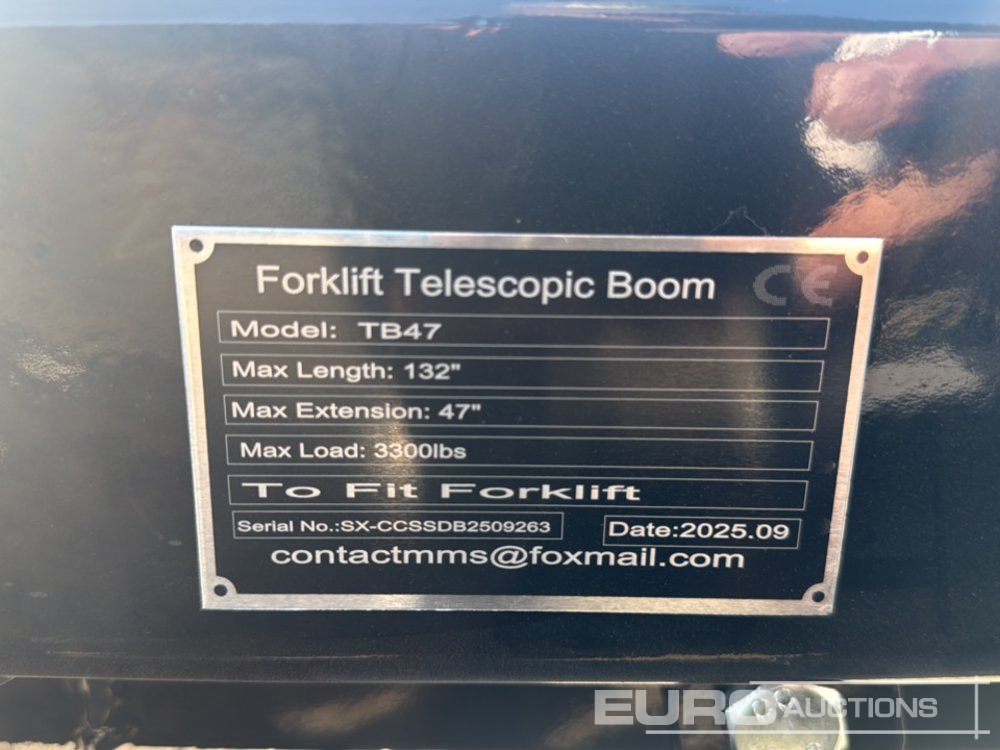 Forklift Telescopic Boom CE
Model: TB47
Max Length: 132"
Max Extension: 47"
Max Load: 3300lbs
To Fit Forklift
Serial No.:SX-CCSSDB2509263 Date:2025.09
contactmms@foxmail.com
EURO AUCTIONS